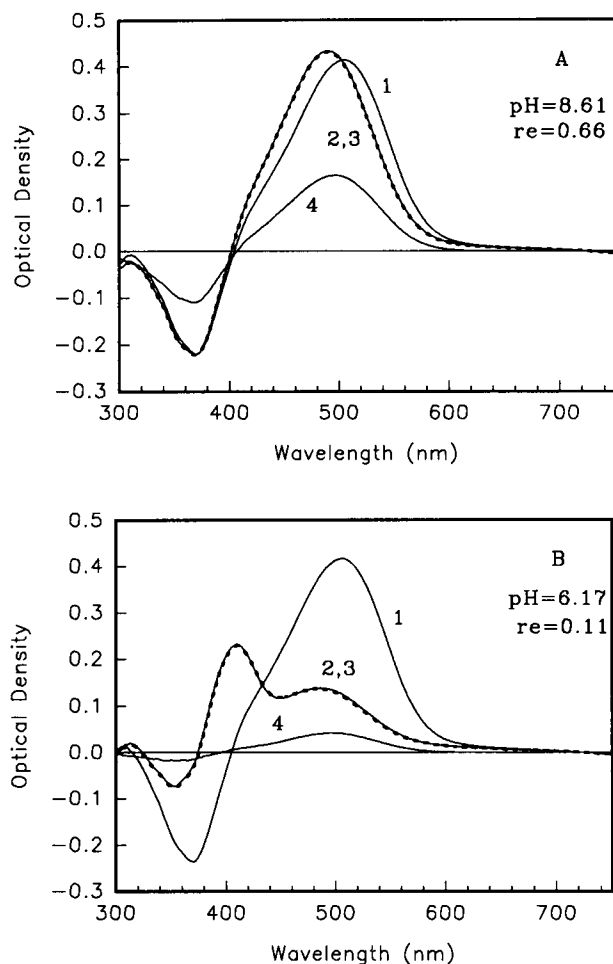 0.5
0.4
0.3
0.2
0.1
0.0
−0.1
−0.2
−0.3
300 400 500 600 700
Optical Density
Wavelength (nm)
A
pH=8.61
re=0.66
1
2,3
4
0.5
0.4
0.3
0.2
0.1
0.0
−0.1
−0.2
−0.3
300 400 500 600 700
Optical Density
Wavelength (nm)
B
pH=6.17
re=0.11
1
2,3
4